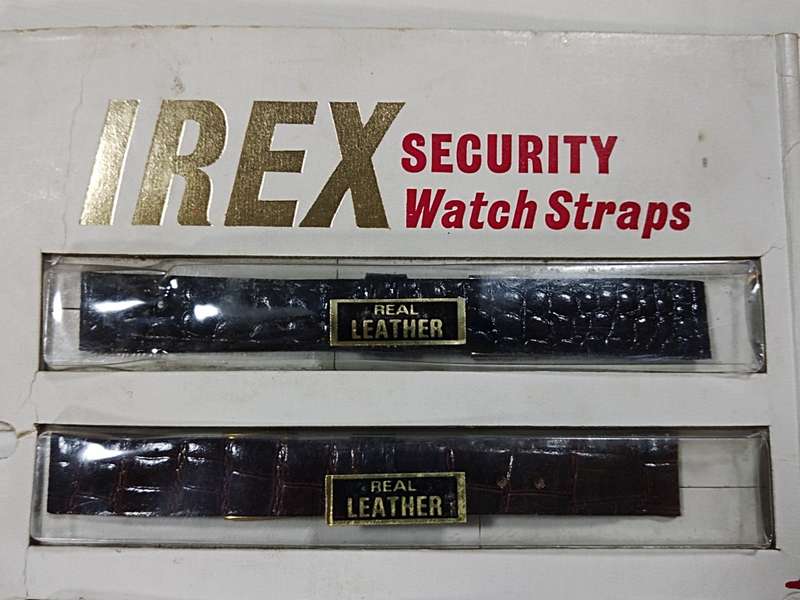 IREX
SECURITY
Watch Straps
REAL
LEATHER
REAL
LEATHER